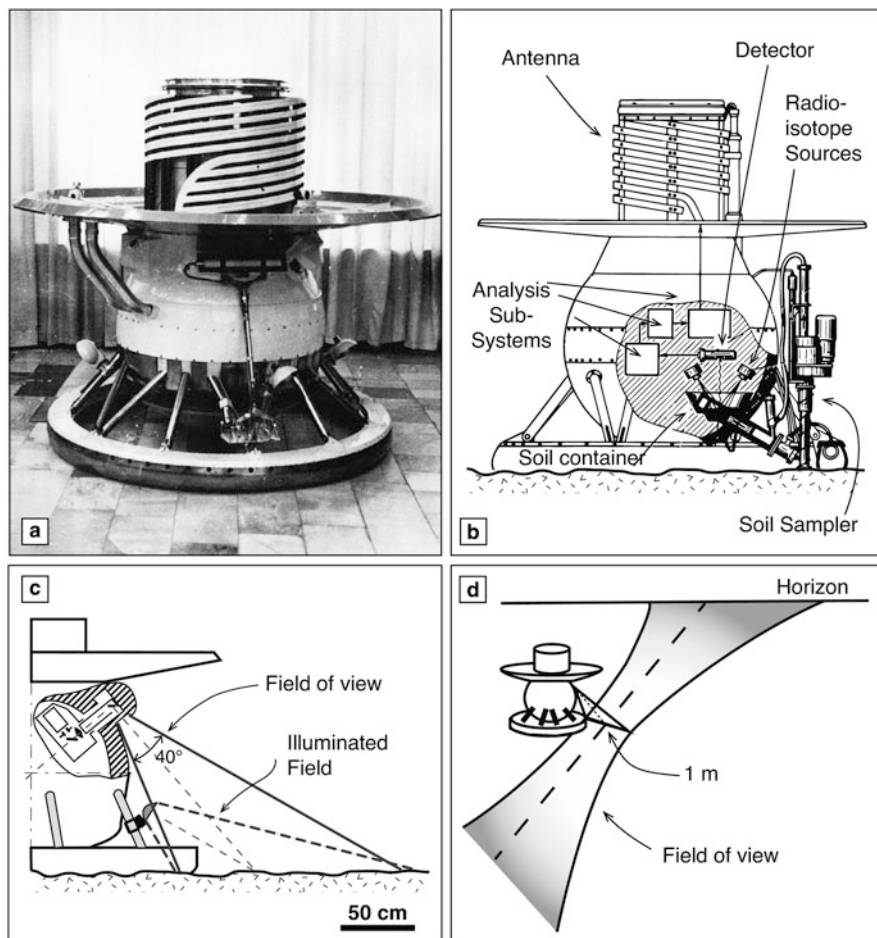 a
b
Antenna
Detector
Radio-
isotope
Sources
Analysis
Sub-
Systems
Soil container
Soil Sampler
c
Field of view
40°
Illuminated
Field
50 cm
d
Horizon
1 m
Field of view